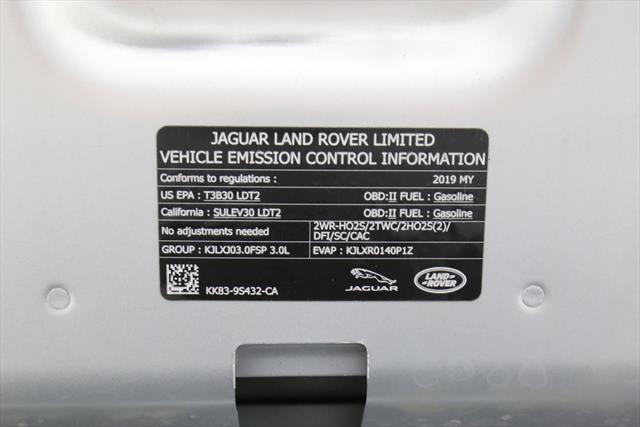 JAGUAR LAND ROVER LIMITED
VEHICLE EMISSION CONTROL INFORMATION
Conforms to regulations : 2019 MY
US EPA : T3B30 LDT2 OBD:II FUEL : Gasoline
California : SULEV30 LDT2 OBD:II FUEL : Gasoline
No adjustments needed 2WR-HO2S/2TWC/2HO2S(2)/
DFI/SC/CAC
GROUP : KJLXJ03.0FSP 3.0L EVAP : KJLXR0140P1Z
KK83-9S432-CA
JAGUAR
LAND
ROVER